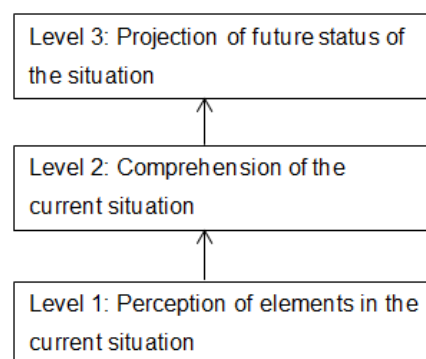 Level 3: Projection of future status of
the situation
Level 2: Comprehension of the
current situation
Level 1: Perception of elements in the
current situation